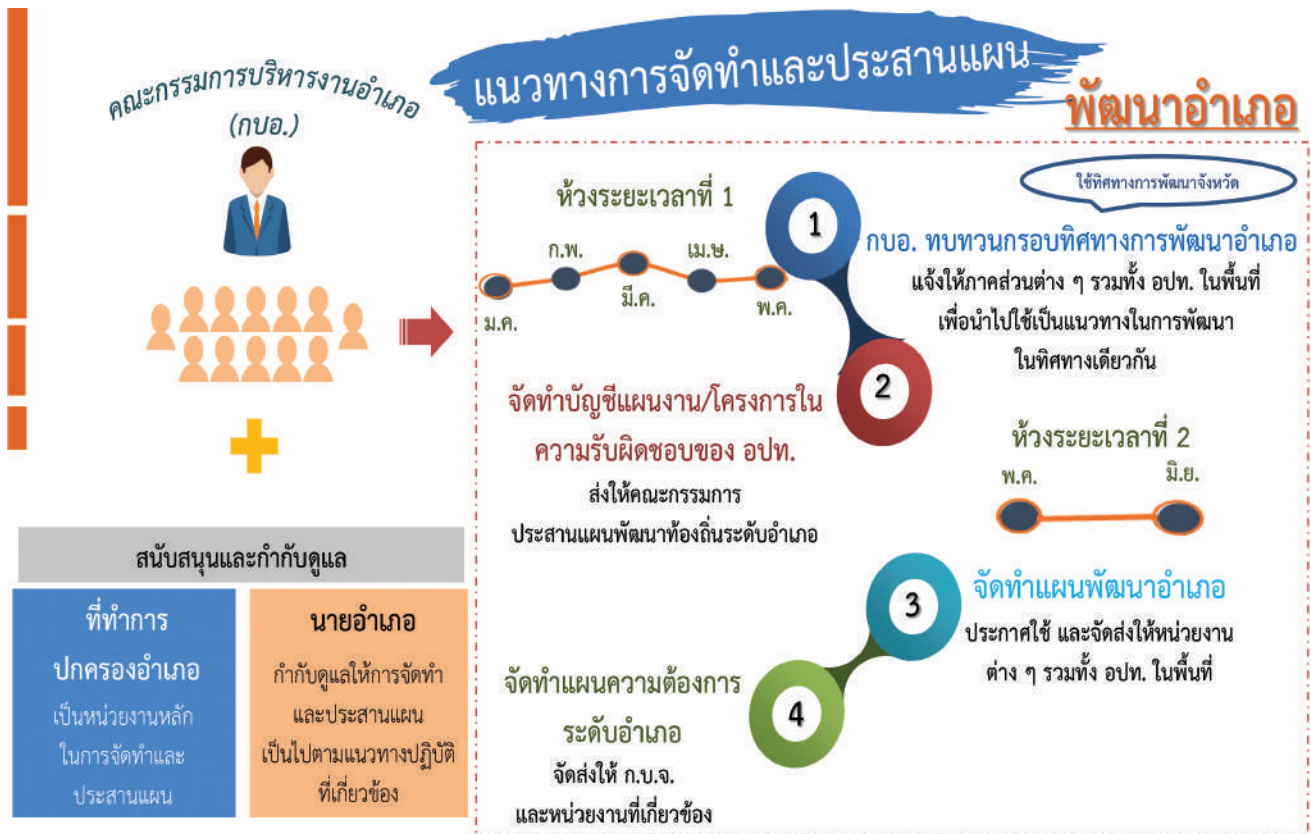 แนวทางการจัดทำและประสานแผน
พัฒนาอำเภอ
คณะกรรมการบริหารงานอำเภอ
(กบอ.)
สนับสนุนและกำกับดูแล
ที่ทำการ
ปกครองอำเภอ
เป็นหน่วยงานหลัก
ในการจัดทำและ
ประสานแผน
นายอำเภอ
กำกับดูแลให้การจัดทำ
และประสานแผน
เป็นไปตามแนวทางปฏิบัติ
ที่เกี่ยวข้อง
ห้วงระยะเวลาที่ 1
ม.ค.
ก.พ.
มี.ค.
เม.ษ.
พ.ค.
ใช้ทิศทางการพัฒนาจังหวัด
1
กบอ. ทบทวนกรอบทิศทางการพัฒนาอำเภอ
แจ้งให้ภาคส่วนต่าง ๆ รวมทั้ง อปท. ในพื้นที่
เพื่อนำไปใช้เป็นแนวทางในการพัฒนา
ในทิศทางเดียวกัน
2
จัดทำบัญชีแผนงาน/โครงการใน
ความรับผิดชอบของ อปท.
ส่งให้คณะกรรมการ
ประสานแผนพัฒนาท้องถิ่นระดับอำเภอ
ห้วงระยะเวลาที่ 2
พ.ค.
มิ.ย.
3
จัดทำแผนพัฒนาอำเภอ
ประกาศใช้ และจัดส่งให้หน่วยงาน
ต่าง ๆ รวมทั้ง อปท. ในพื้นที่
4
จัดทำแผนความต้องการ
ระดับอำเภอ
จัดส่งให้ ก.บ.จ.
และหน่วยงานที่เกี่ยวข้อง